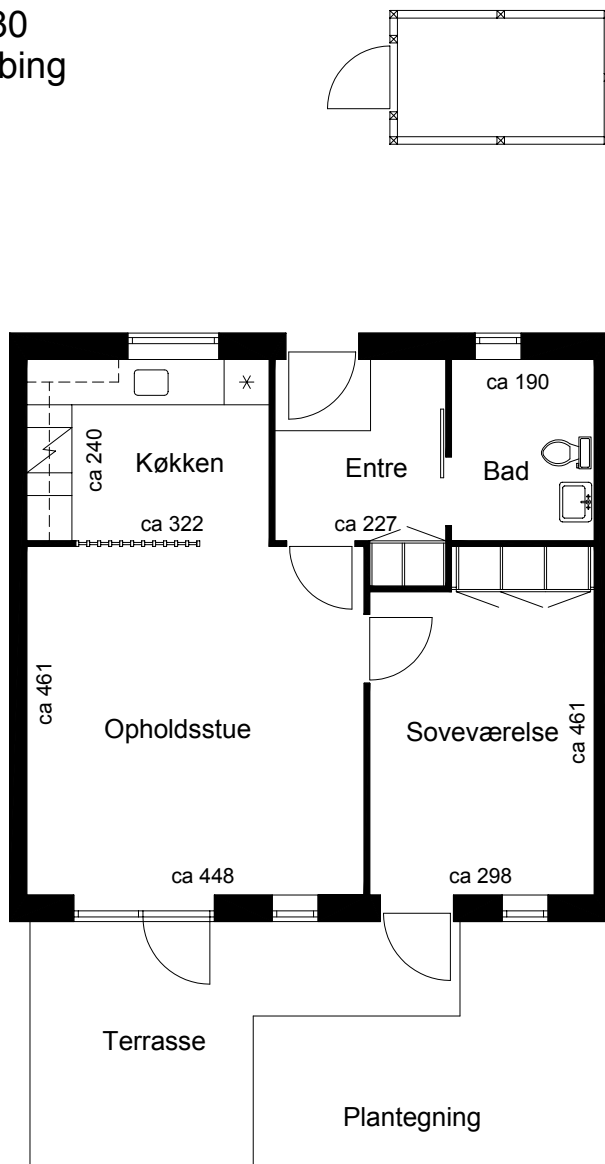 30
bing
ca 190
Køkken
ca 240
Entre
Bad
ca 322
ca 227
ca 461
Opholdsstue
Soveværelse
ca 461
ca 448
ca 298
Terrasse
Plantegning